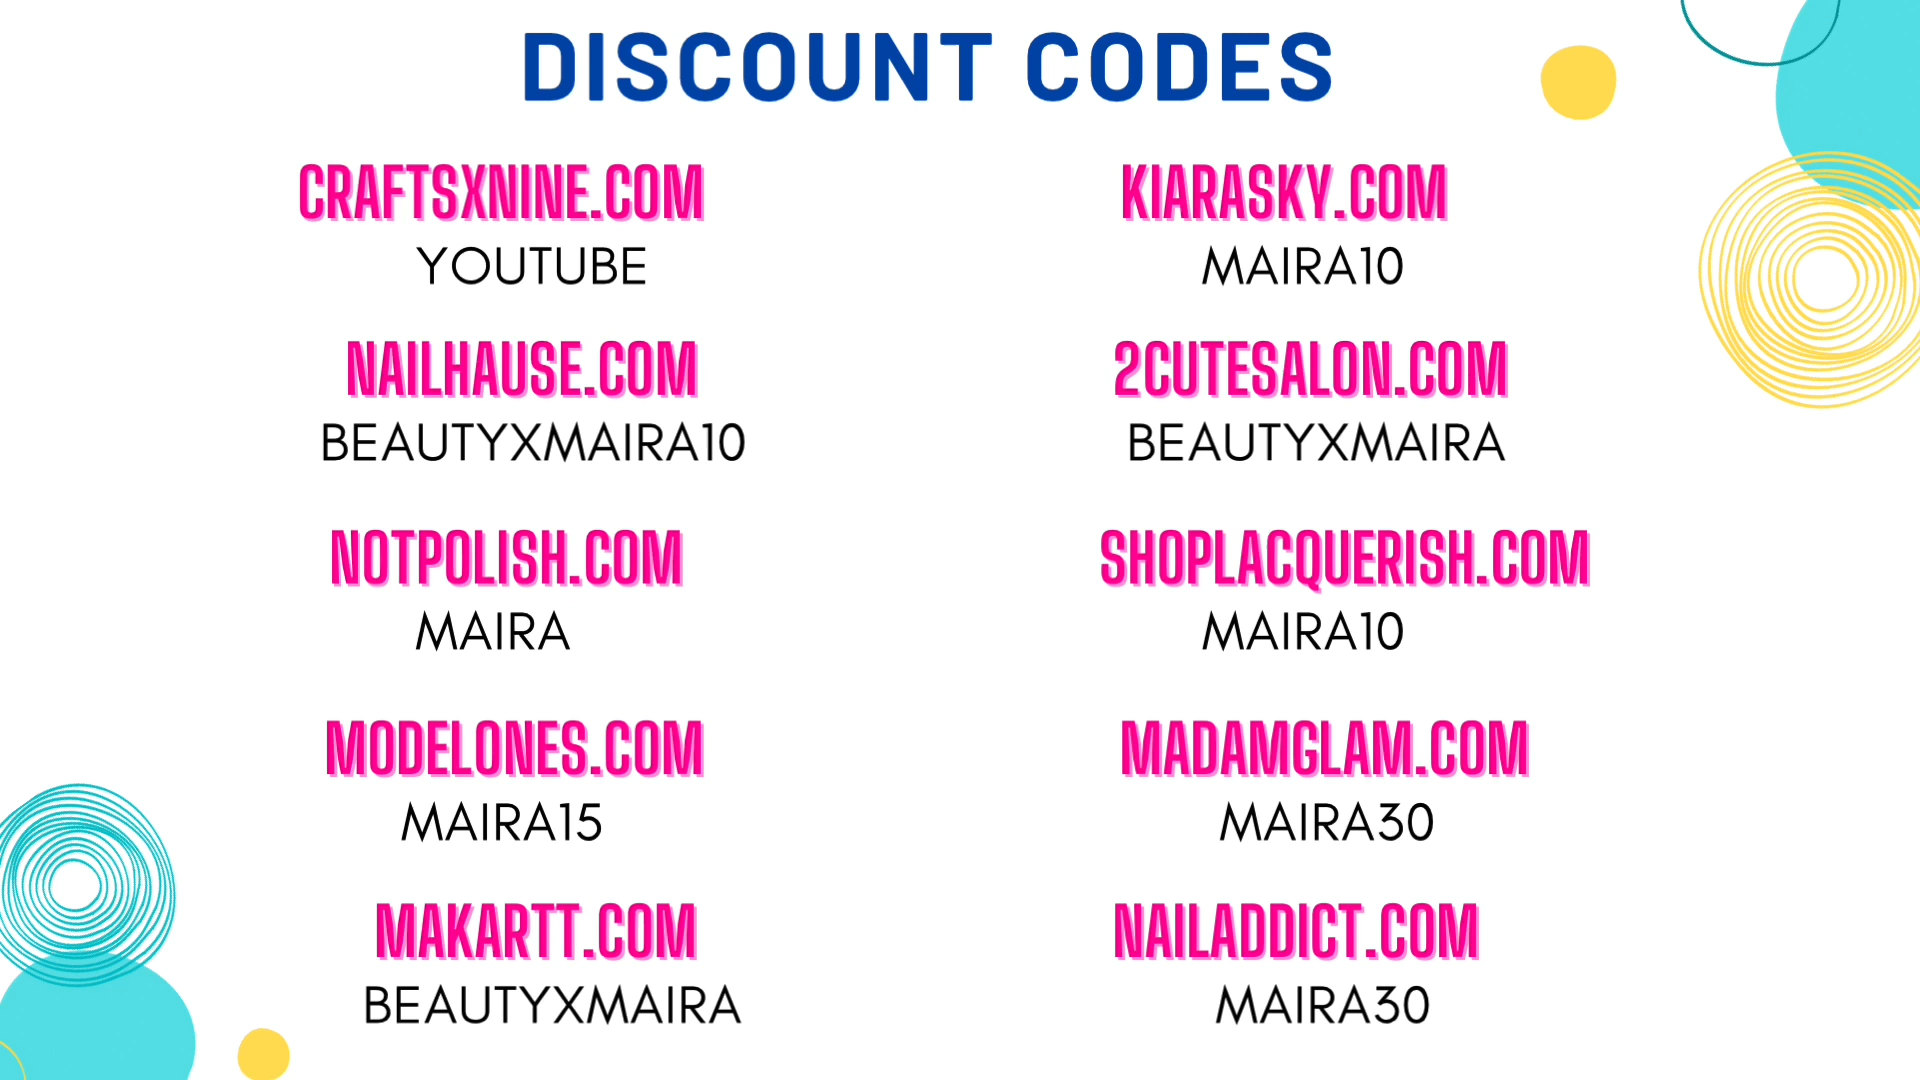 DISCOUNT CODES
CRAFTSXNINE.COM
YOUTUBE
KIARASKY.COM
MAIRA10
NAILHAUSE.COM
BEAUTYXMAIRA10
2CUTESALON.COM
BEAUTYXMAIRA
NOTPOLISH.COM
MAIRA
SHOPLACQUERISH.COM
MAIRA10
MODELONES.COM
MAIRA15
MADAMGLAM.COM
MAIRA30
MAKARTT.COM
BEAUTYXMAIRA
NAILADDICT.COM
MAIRA30